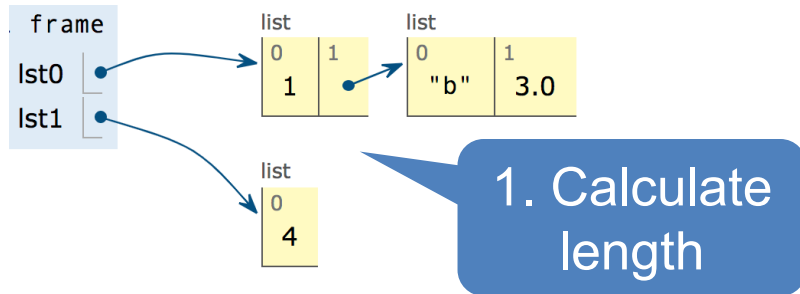 . frame
lst0
lst1
list
0 1
1
list
0 1
"b" 3.0
list
0
4
1. Calculate
length